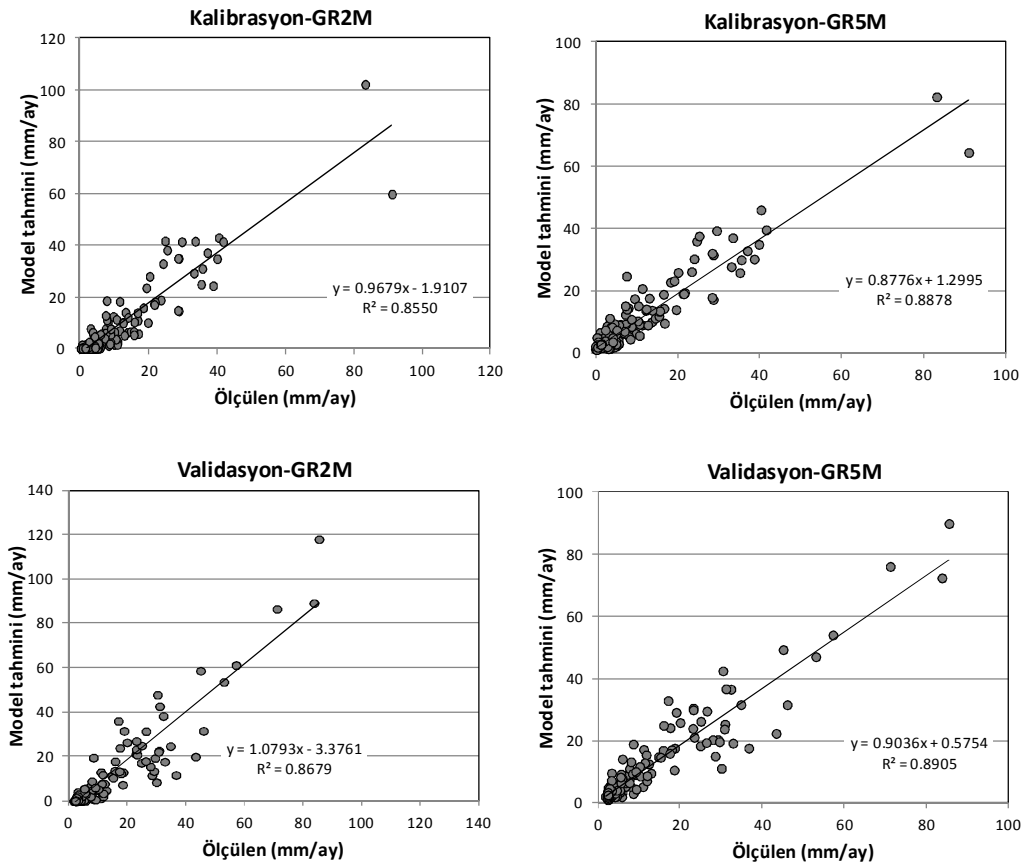 Kalibrasyon-GR2M
120
100
80
60
40
20
0
0 20 40 60 80 100 120
Model tahmini (mm/ay)
Ölçülen (mm/ay)
y = 0.9679x - 1.9107
R² = 0.8550
Kalibrasyon-GR5M
100
80
60
40
20
0
0 20 40 60 80 100
Model tahmini (mm/ay)
Ölçülen (mm/ay)
y = 0.8776x + 1.2995
R² = 0.8878
Validasyon-GR2M
140
120
100
80
60
40
20
0
0 20 40 60 80 100 120 140
Model tahmini (mm/ay)
Ölçülen (mm/ay)
y = 1.0793x - 3.3761
R² = 0.8679
Validasyon-GR5M
100
80
60
40
20
0
0 20 40 60 80 100
Model tahmini (mm/ay)
Ölçülen (mm/ay)
y = 0.9036x + 0.5754
R² = 0.8905